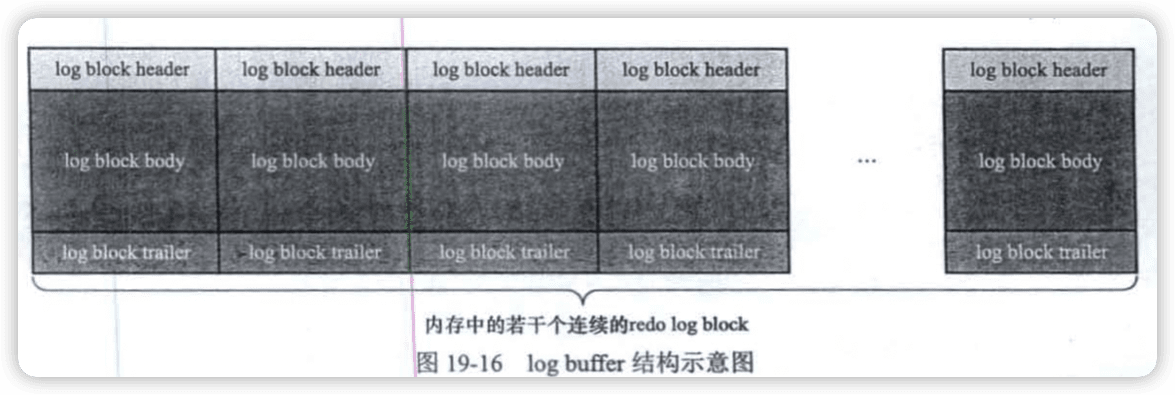 log block header log block header log block header log block header log block header
log block body log block body log block body log block body ... log block body
log block trailer log block trailer log block trailer log block trailer log block trailer
内存中的若干个连续的redo log block
图 19-16 log buffer 结构示意图